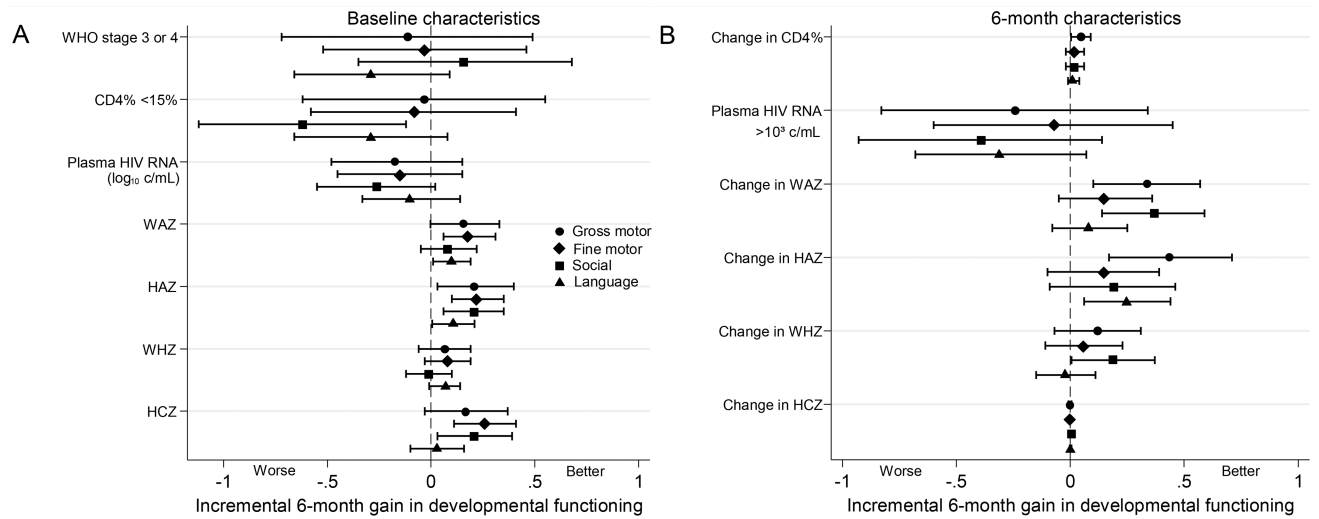 A
Baseline characteristics
WHO stage 3 or 4
CD4% <15%
Plasma HIV RNA
(log₁₀ c/mL)
WAZ
HAZ
WHZ
HCZ
Gross motor
Fine motor
Social
Language
Worse
Better
-1
-.5
0
.5
1
Incremental 6-month gain in developmental functioning
B
6-month characteristics
Change in CD4%
Plasma HIV RNA
>10³ c/mL
Change in WAZ
Change in HAZ
Change in WHZ
Change in HCZ
Worse
Better
-1
-.5
0
.5
1
Incremental 6-month gain in developmental functioning